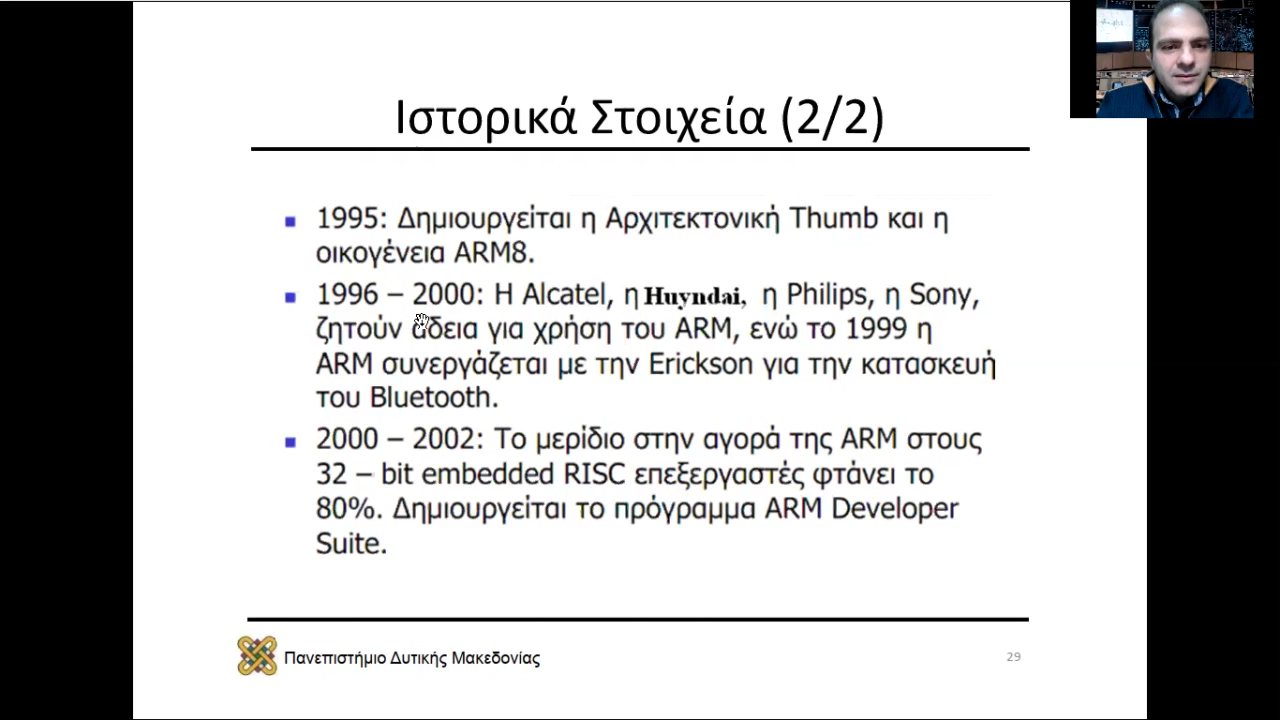 Ιστορικά Στοιχεία (2/2)
1995: Δημιουργείται η Αρχιτεκτονική Thumb και η
οικογένεια ARM8.
1996 – 2000: Η Alcatel, η Huyndai, η Philips, η Sony,
ζητούν άδεια για χρήση του ARM, ενώ το 1999 η
ARM συνεργάζεται με την Erickson για την κατασκευή
του Bluetooth.
2000 – 2002: Το μερίδιο στην αγορά της ARM στους
32 – bit embedded RISC επεξεργαστές φτάνει το
80%. Δημιουργείται το πρόγραμμα ARM Developer
Suite.
Πανεπιστήμιο Δυτικής Μακεδονίας
29